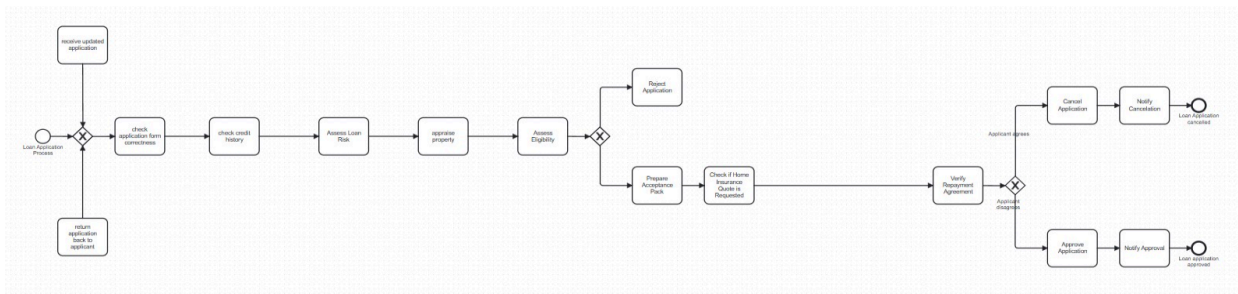 receive updated
application
Loan Application
Process
check
application form
correctness
check credit
history
Assess Loan
Risk
appraise
property
Assess
Eligibility
Reject
Application
Prepare
Acceptance
Pack
Check if Home
Insurance
Quote is
Requested
Verify
Repayment
Agreement
Applicant agrees
Cancel
Application
Notify
Cancelation
Loan Application
cancelled
Applicant
disagrees
Approve
Application
Notify Approval
Loan application
approved
return
application
back to
applicant